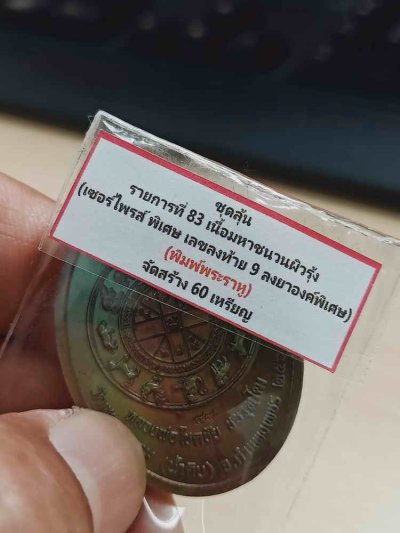 ชุดลุ้น
รายการที่ 83 เนื้อมหาชนวนผิวรุ้ง
(เซอร์ไพรส์ พิเศษ เลขลงท้าย 9 ลงยาองค์พิเศษ)
(พิมพ์พระราหู)
จัดสร้าง 60 เหรียญ